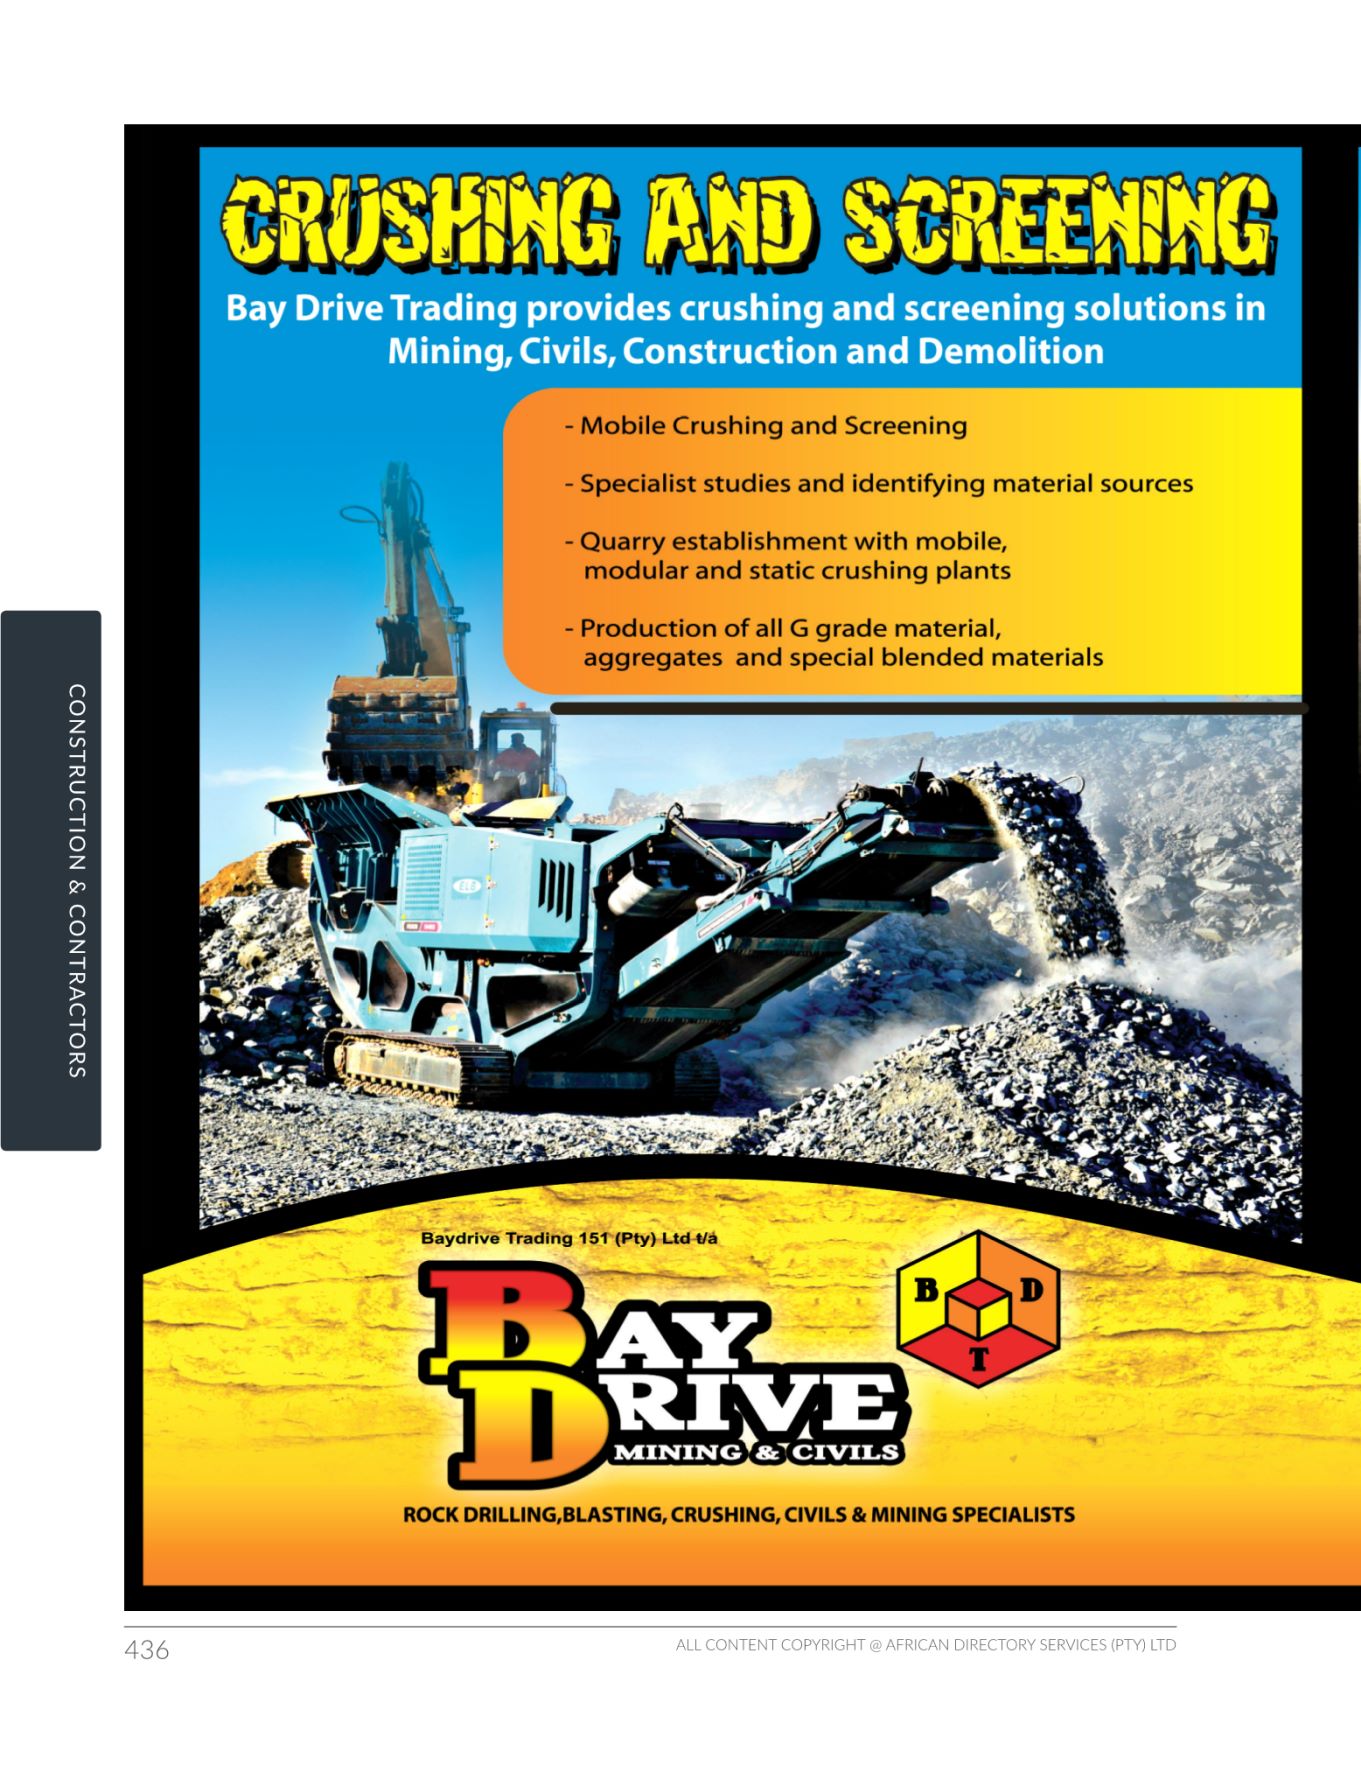 CRUSHING AND SCREENING
Bay Drive Trading provides crushing and screening solutions in
Mining, Civils, Construction and Demolition
- Mobile Crushing and Screening
- Specialist studies and identifying material sources
- Quarry establishment with mobile,
modular and static crushing plants
- Production of all G grade material,
aggregates and special blended materials
CONSTRUCTION & CONTRACTORS
Baydrive Trading 151 (Pty) Ltd t/a
BAY
DRIVE
MINING & CIVILS
B D
T
ROCK DRILLING,BLASTING, CRUSHING, CIVILS & MINING SPECIALISTS
436
ALL CONTENT COPYRIGHT @ AFRICAN DIRECTORY SERVICES (PTY) LTD